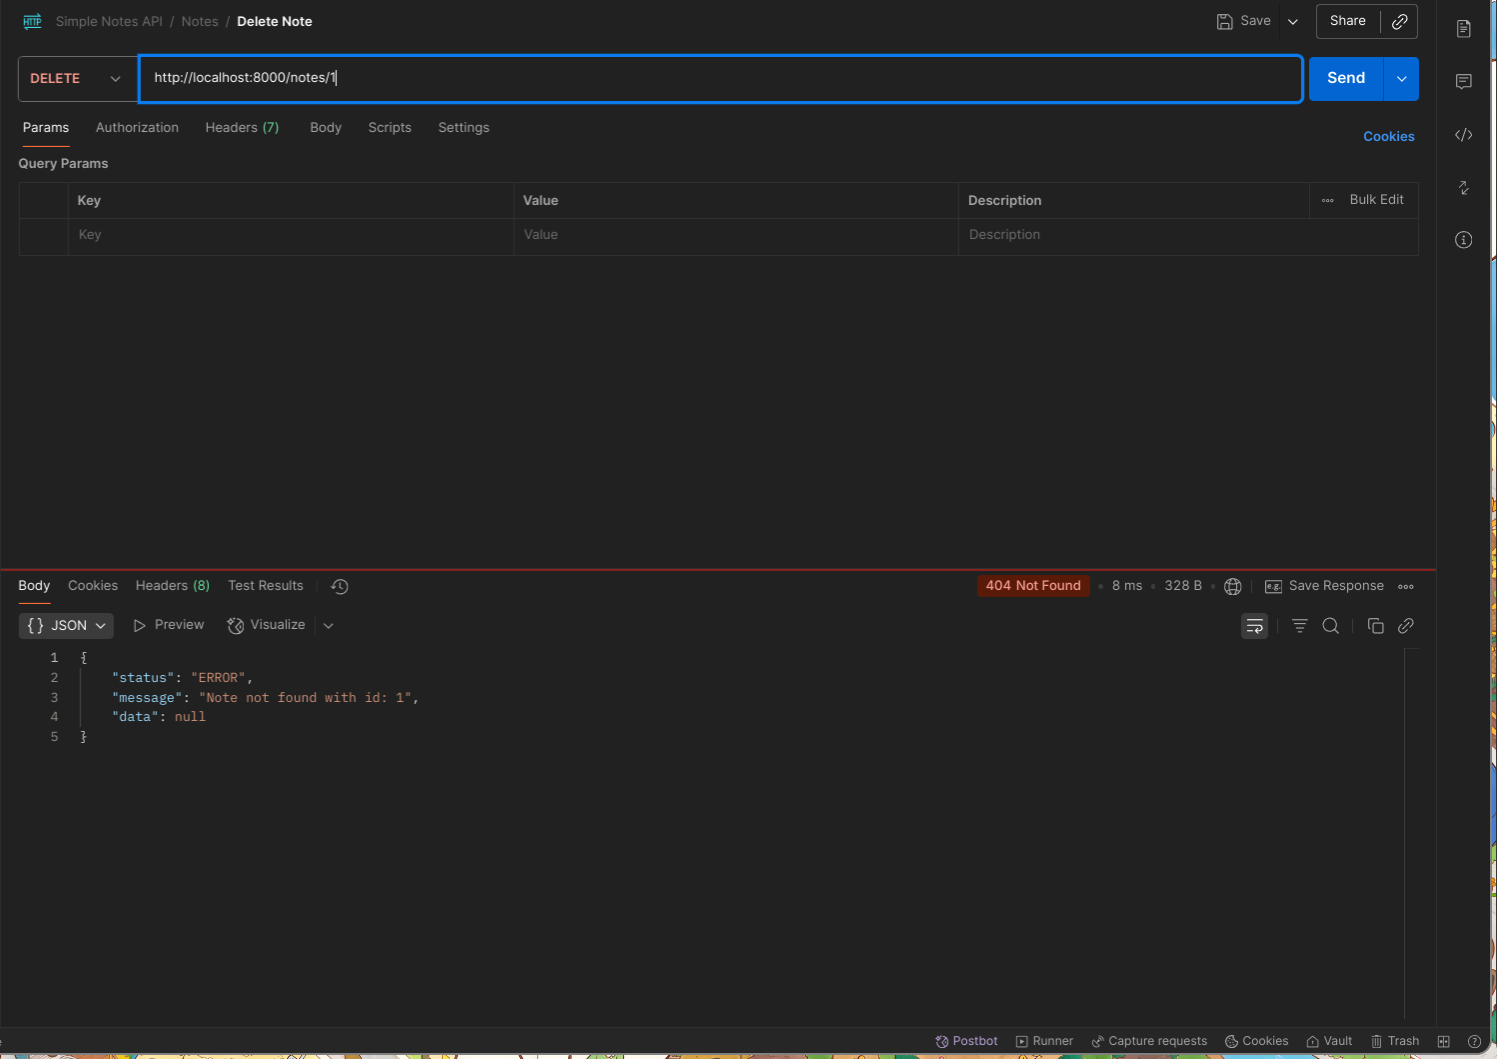 HTTP Simple Notes API / Notes / Delete Note Save Share
DELETE http://localhost:8000/notes/1 Send
Params Authorization Headers (7) Body Scripts Settings Cookies
Query Params
Key Value Description Bulk Edit
Key Value Description
Body Cookies Headers (8) Test Results 404 Not Found 8 ms 328 B e.g. Save Response
{} JSON Preview Visualize
1 {
2 "status": "ERROR",
3 "message": "Note not found with id: 1",
4 "data": null
5 }
Postbot Runner Capture requests Cookies Vault Trash